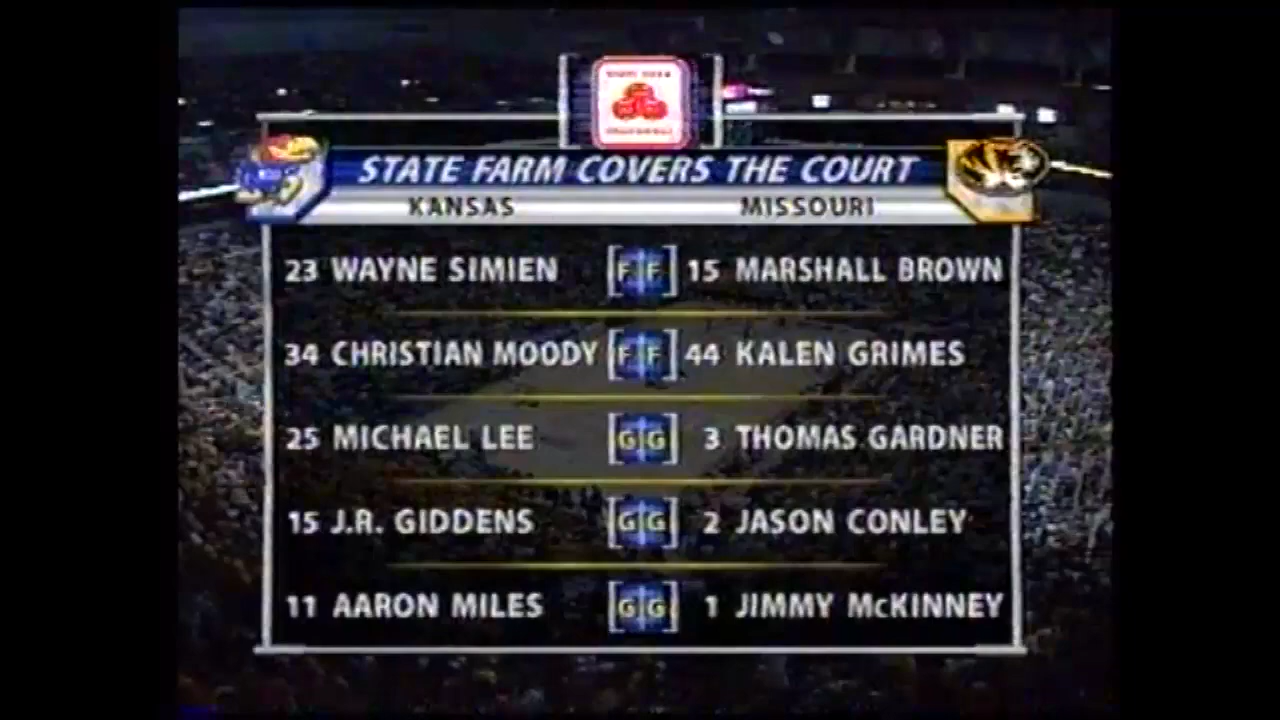 STATE FARM COVERS THE COURT
KANSAS MISSOURI
23 WAYNE SIMIEN F F 15 MARSHALL BROWN
34 CHRISTIAN MOODY F F 44 KALEN GRIMES
25 MICHAEL LEE G G 3 THOMAS GARDNER
15 J.R. GIDDENS G G 2 JASON CONLEY
11 AARON MILES G G 1 JIMMY McKINNEY